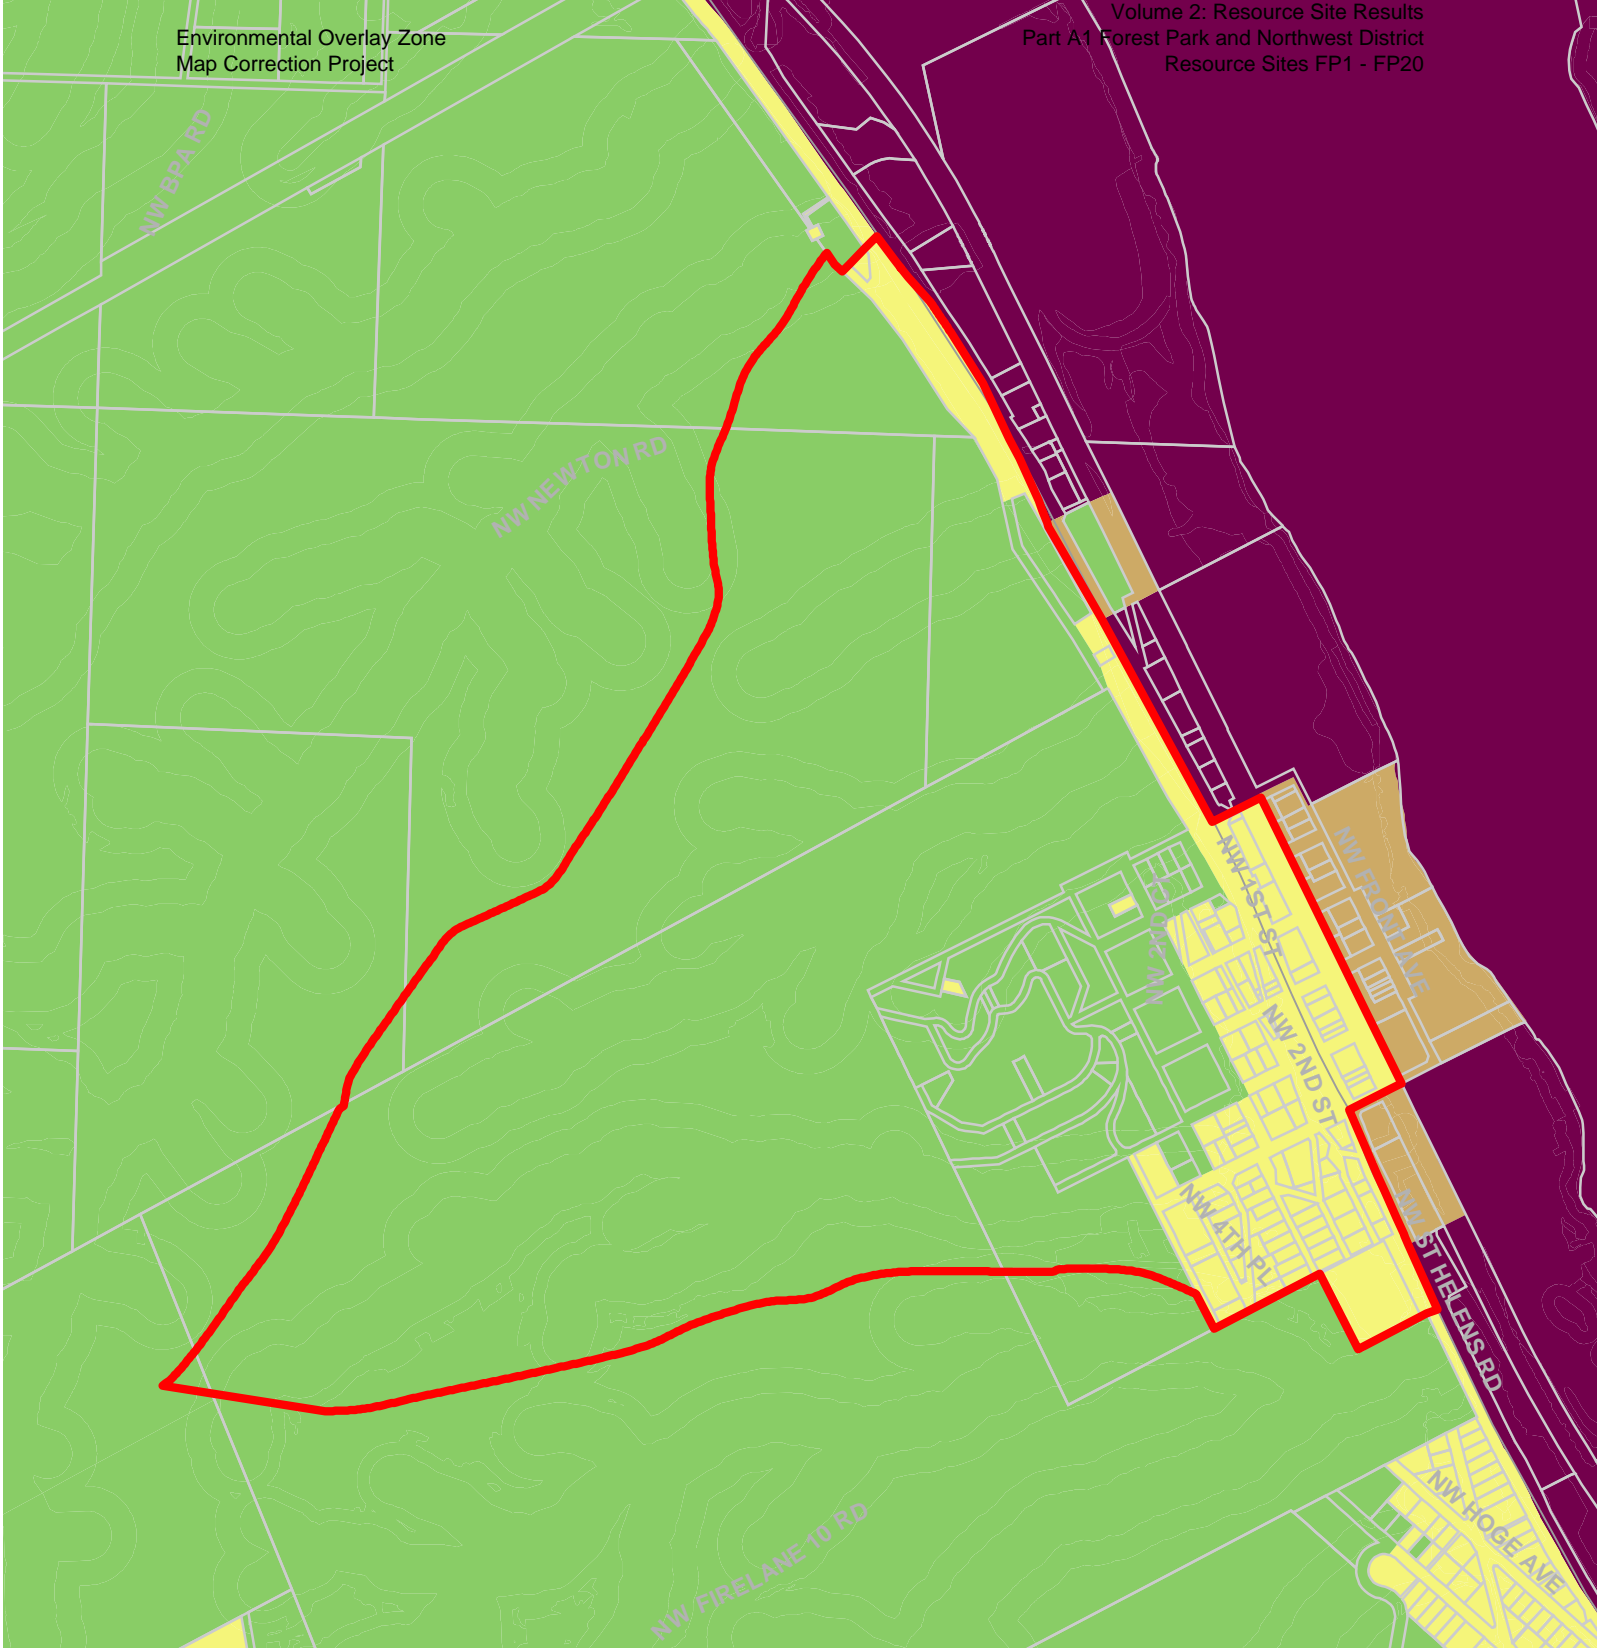 Environmental Overlay Zone
Map Correction Project
Volume 2: Resource Site Results
Part A1 Forest Park and Northwest District
Resource Sites FP1 - FP20
NW BPA RD
NW NEWTON RD
NW FRONT AVE
NW 1ST ST
NW 2ND ST
NW 4TH PL
NW ST HELENS RD
NW HOGE AVE
NW FIRELANE 10 RD